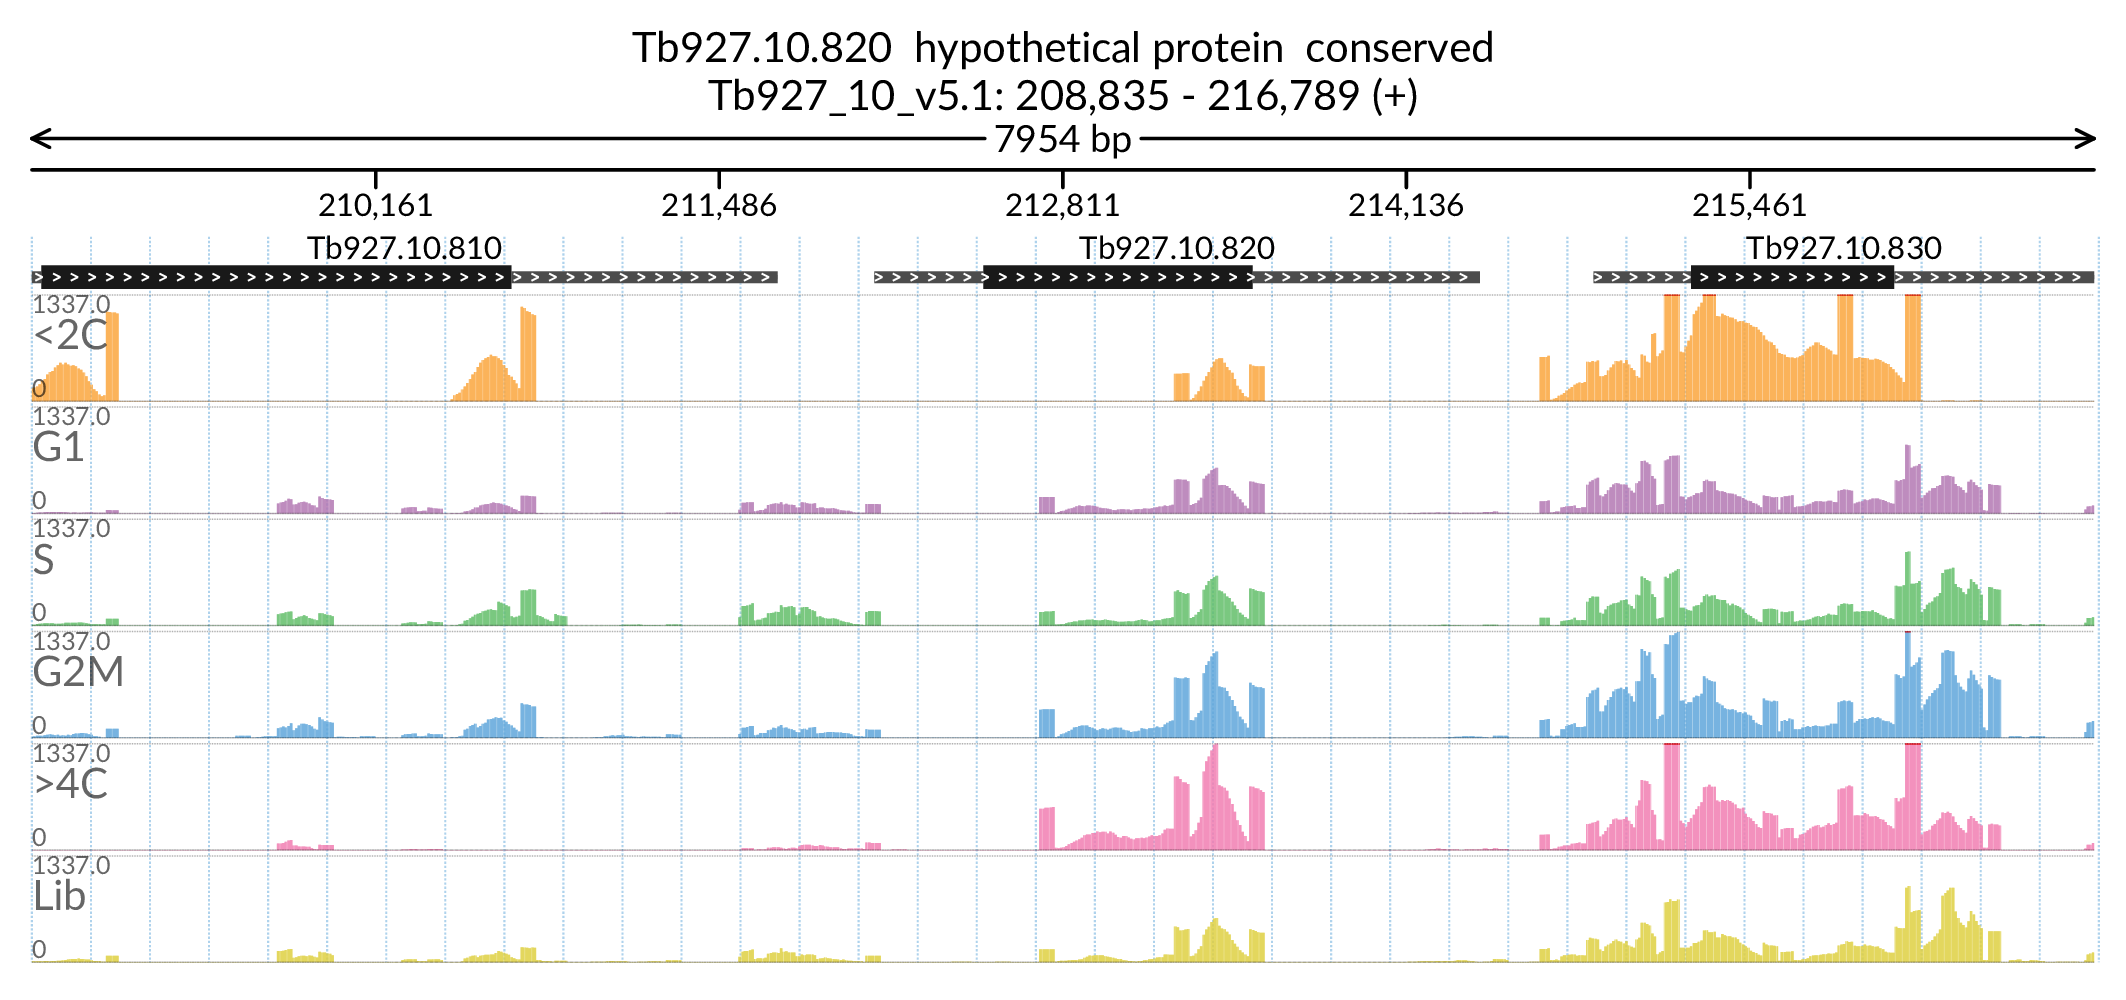 Tb927.10.820 hypothetical protein conserved
Tb927_10_v5.1: 208,835 - 216,789 (+)
7954 bp
210,161 211,486 212,811 214,136 215,461
Tb927.10.810 Tb927.10.820 Tb927.10.830
1337.0
<2C
0
1337.0
G1
0
1337.0
S
0
1337.0
G2M
0
1337.0
>4C
0
1337.0
Lib
0